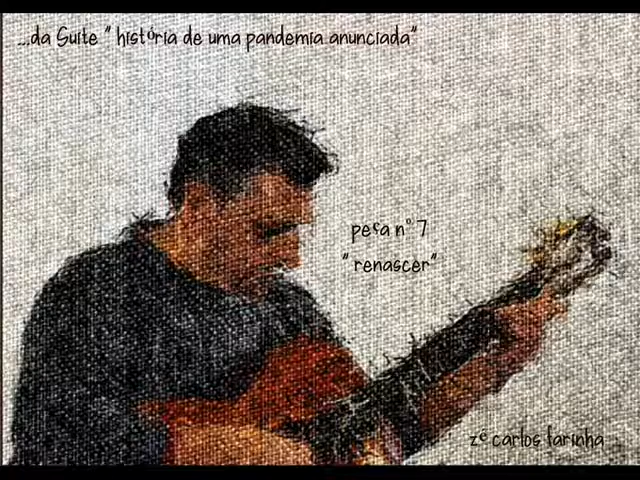 ...da Suite " história de uma pandemia anunciada"
peça nº 7
" renascer"
zé carlos farinha